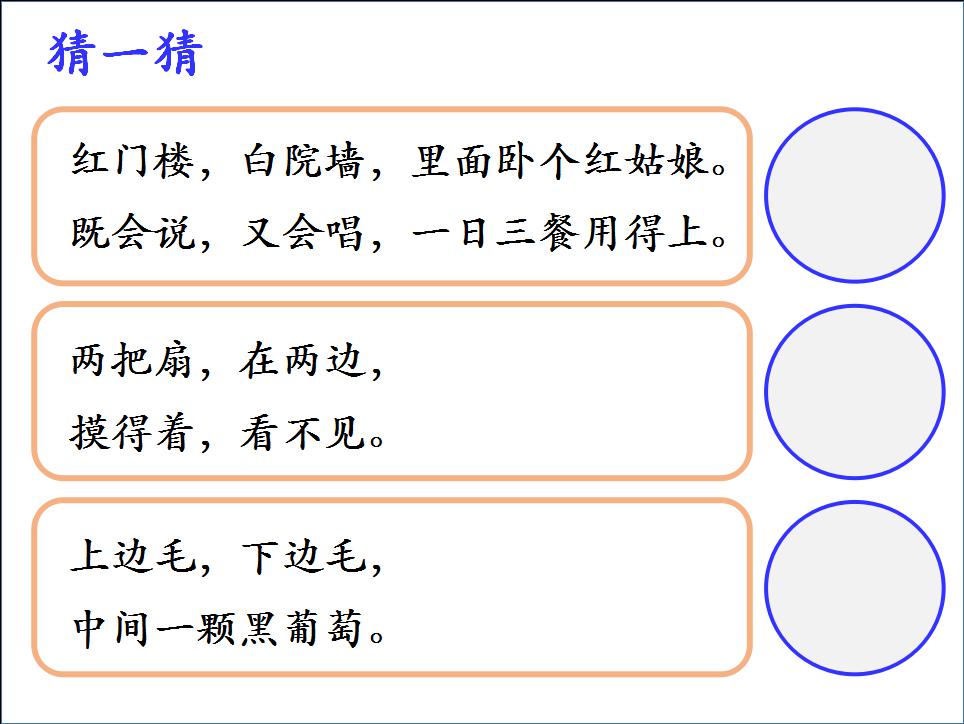 猜一猜
红门楼，白院墙，里面卧个红姑娘。
既会说，又会唱，一日三餐用得上。
两把扇，在两边，
摸得着，看不见。
上边毛，下边毛，
中间一颗黑葡萄。